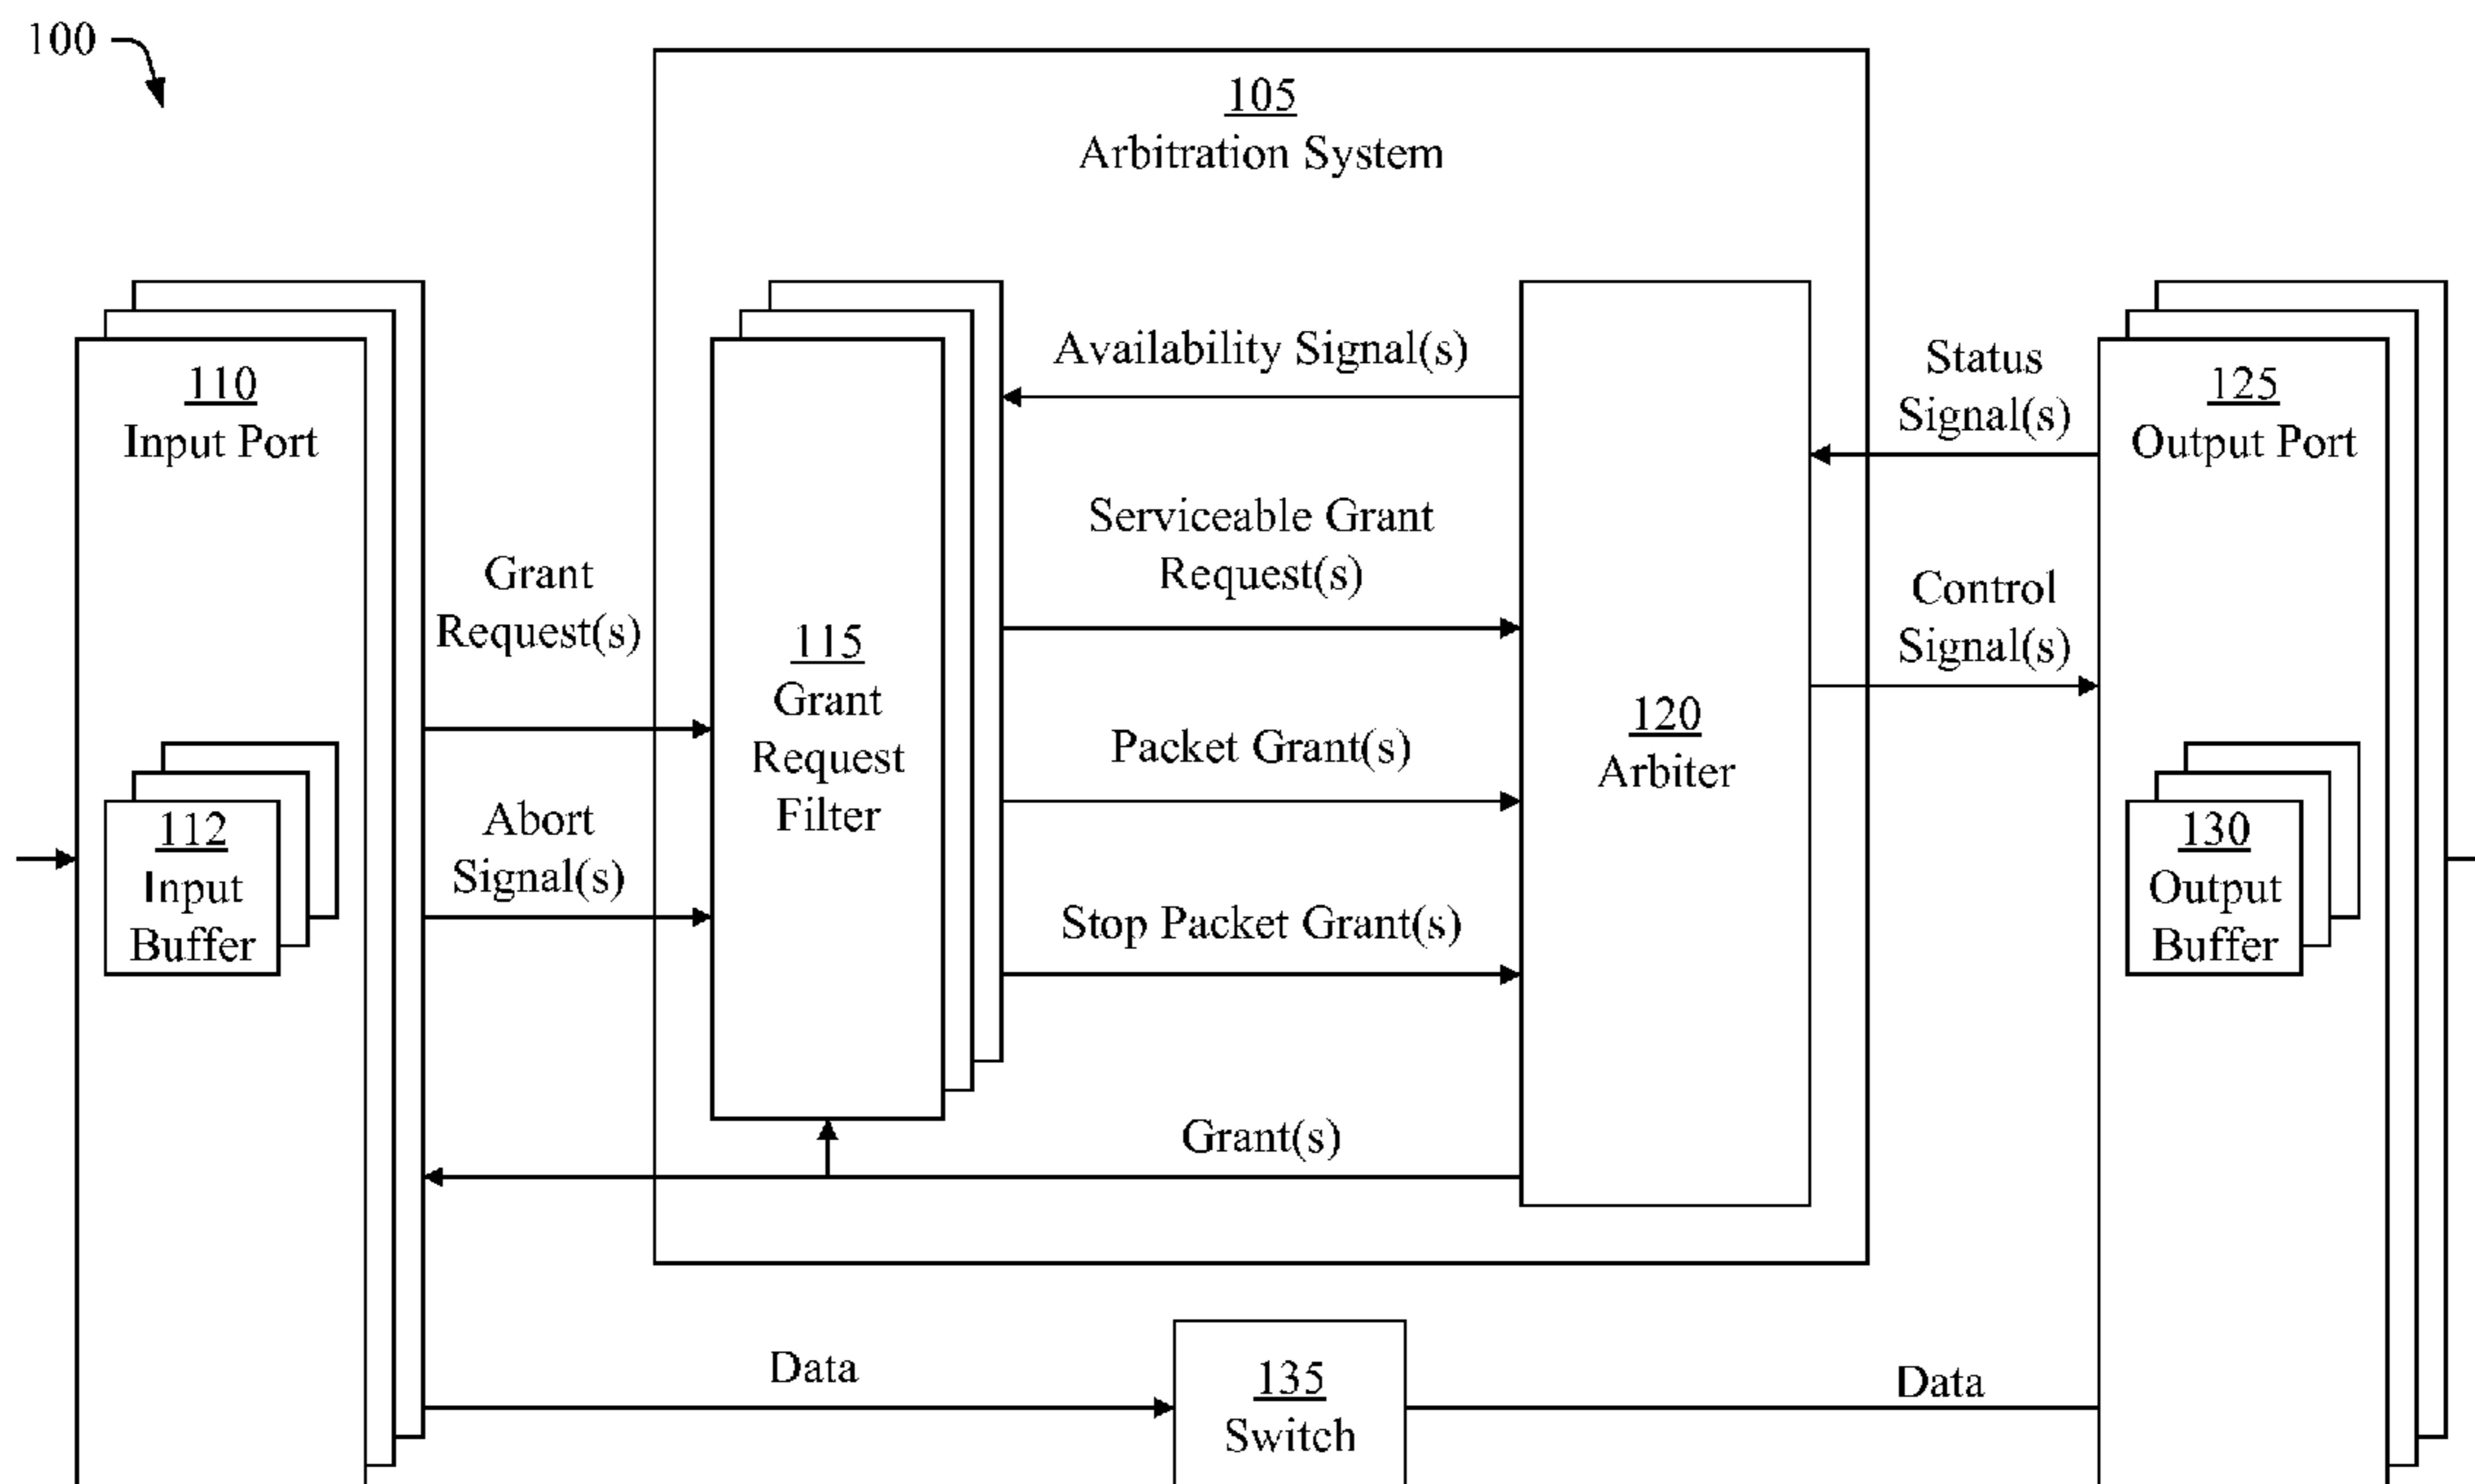 100
105
Arbitration System
110
Input Port
112
Input
Buffer
Grant
Request(s)
Abort
Signal(s)
115
Grant
Request
Filter
Availability Signal(s)
Serviceable Grant
Request(s)
Packet Grant(s)
Stop Packet Grant(s)
Grant(s)
120
Arbiter
Status
Signal(s)
Control
Signal(s)
125
Output Port
130
Output
Buffer
Data
135
Switch
Data